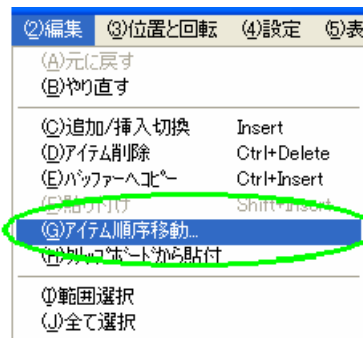 (2)編集 (3)位置と回転 (4)設定 (5)表
(A)元に戻す
(B)やり直す
(C)追加/挿入切換 Insert
(D)アイテム削除 Ctrl+Delete
(E)バッファーへコピー Ctrl+Insert
(F)貼り付け Shift+Insert
(G)アイテム順序移動...
(H)クリップボードから貼付
(I)範囲選択
(J)全て選択